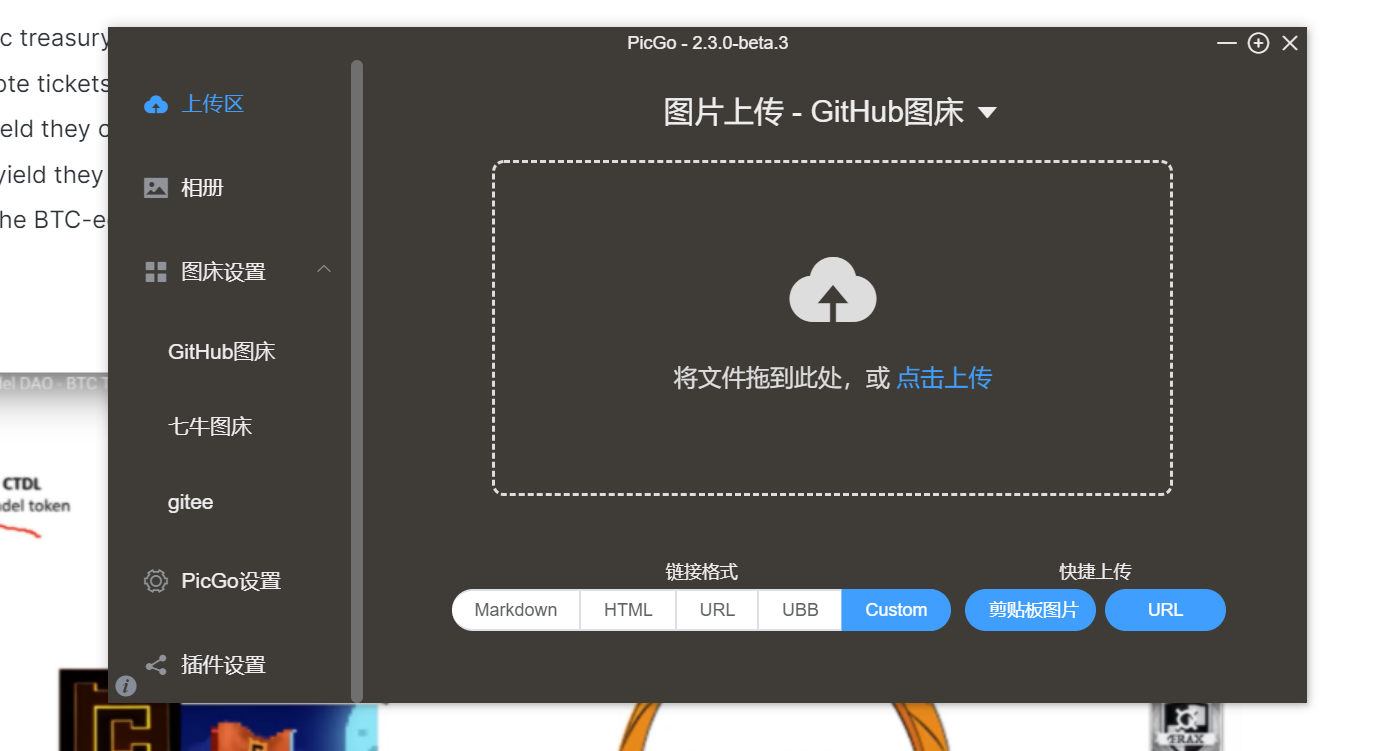 c treasury
ote tickets
eld they c
yield they
he BTC-e
del DAO - BTC T
CTDL
del token
PicGo - 2.3.0-beta.3
上传区
相册
图床设置
GitHub图床
七牛图床
gitee
PicGo设置
插件设置
图片上传 - GitHub图床
将文件拖到此处，或 点击上传
链接格式
Markdown HTML URL UBB Custom
快捷上传
剪贴板图片 URL